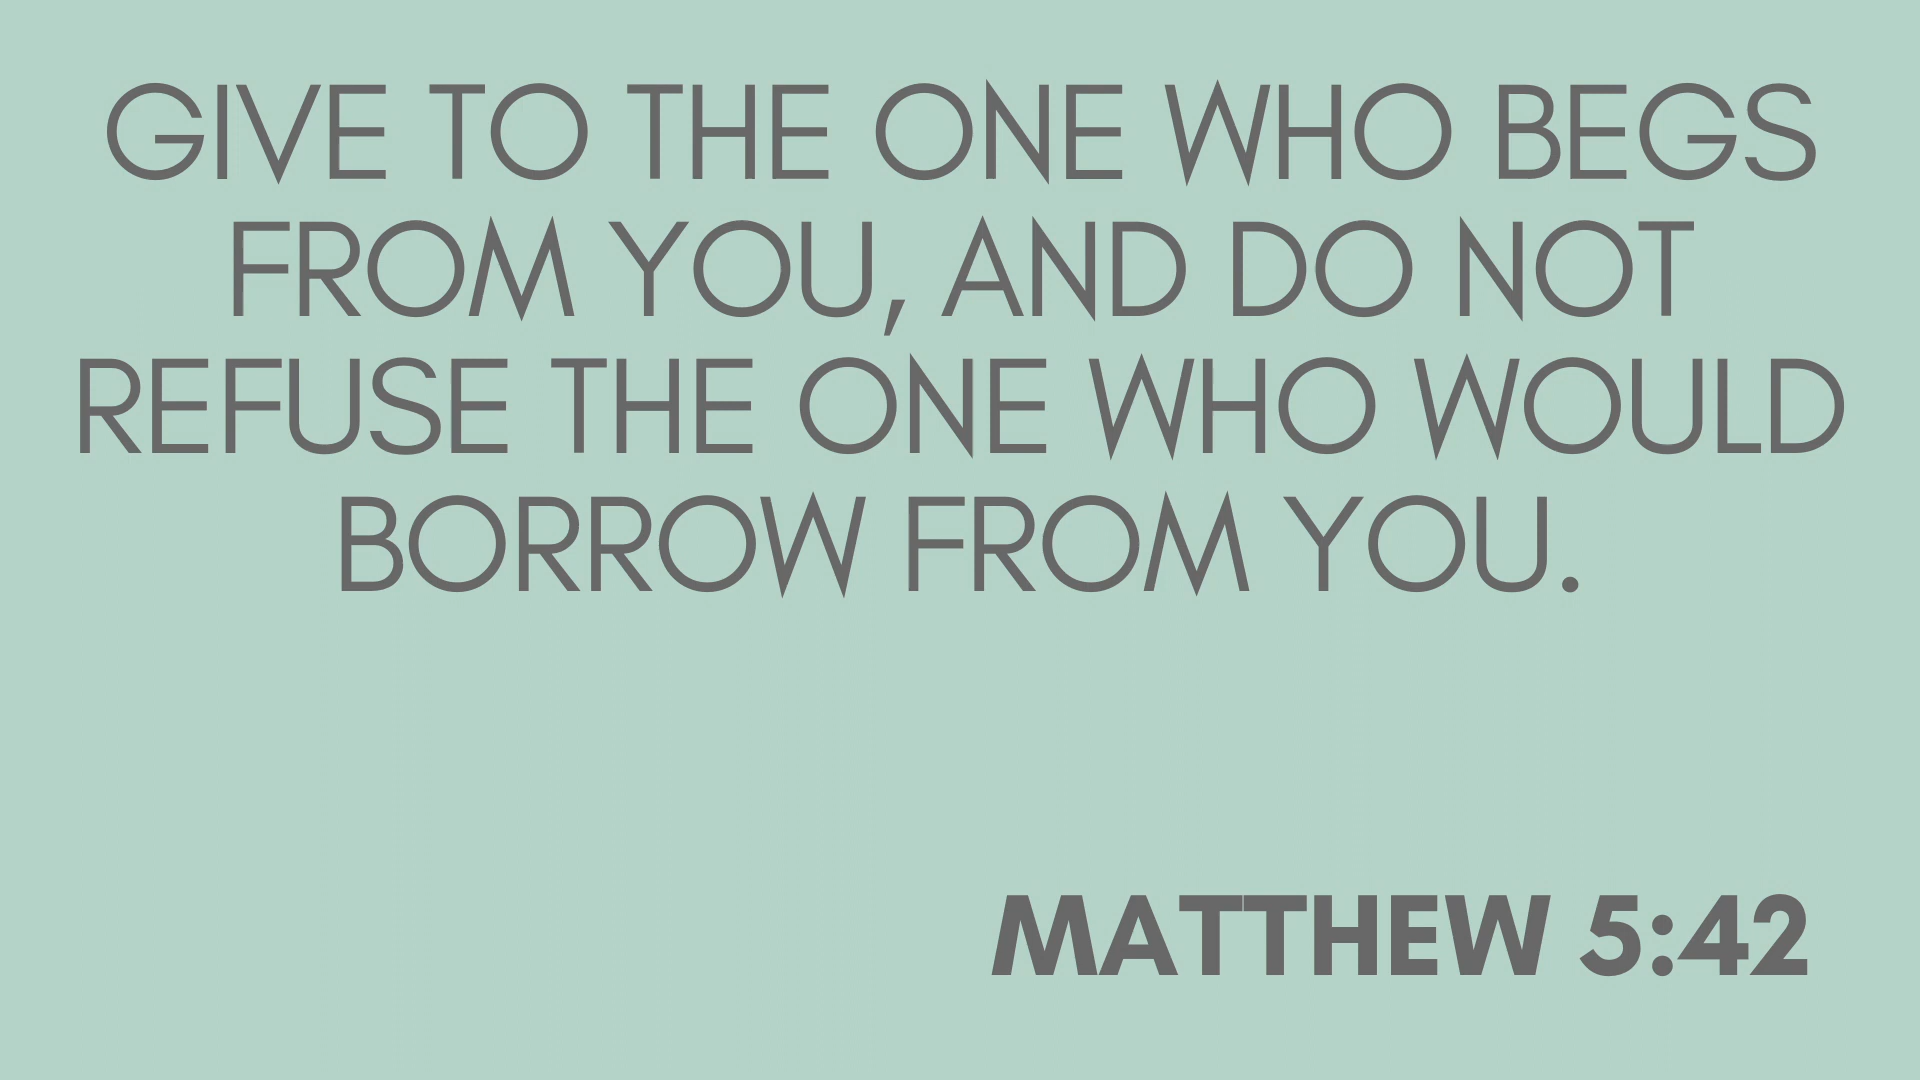 GIVE TO THE ONE WHO BEGS
FROM YOU, AND DO NOT
REFUSE THE ONE WHO WOULD
BORROW FROM YOU.
MATTHEW 5:42